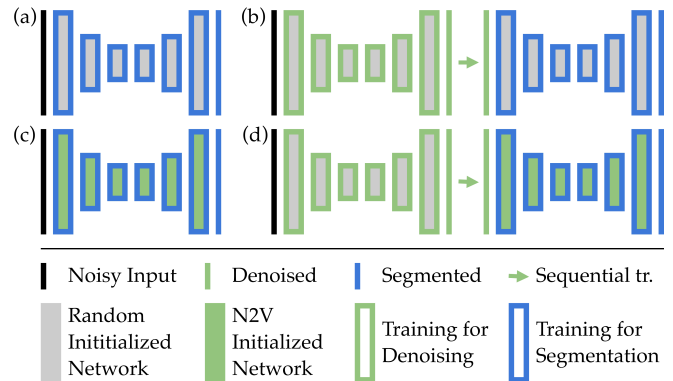 (a)
(b)
(c)
(d)
Noisy Input
Denoised
Segmented
Sequential tr.
Random
Inititialized
Network
N2V
Initialized
Network
Training for
Denoising
Training for
Segmentation